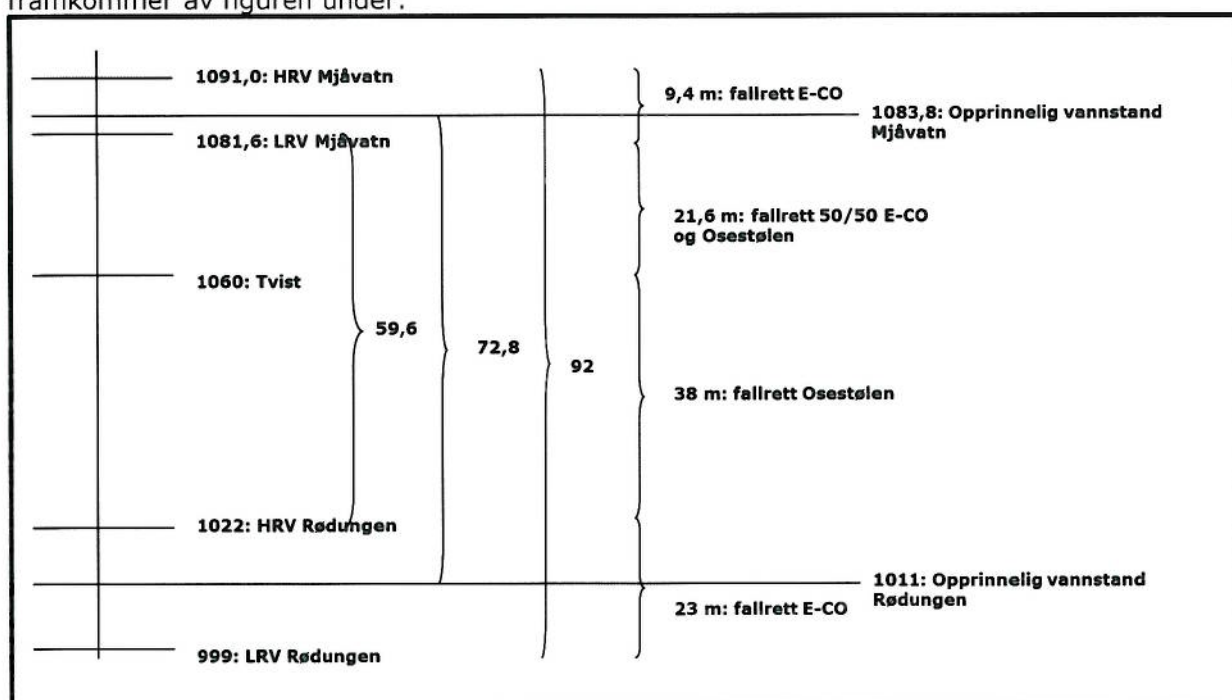 framkommer av figuren under:
1091,0: HRV Mjåvatn
9,4 m: fallrett E-CO
1083,8: Opprinnelig vannstand
Mjåvatn
1081,6: LRV Mjåvatn
21,6 m: fallrett 50/50 E-CO
og Osestølen
1060: Tvist
59,6
72,8
92
38 m: fallrett Osestølen
1022: HRV Rødungen
1011: Opprinnelig vannstand
Rødungen
23 m: fallrett E-CO
999: LRV Rødungen